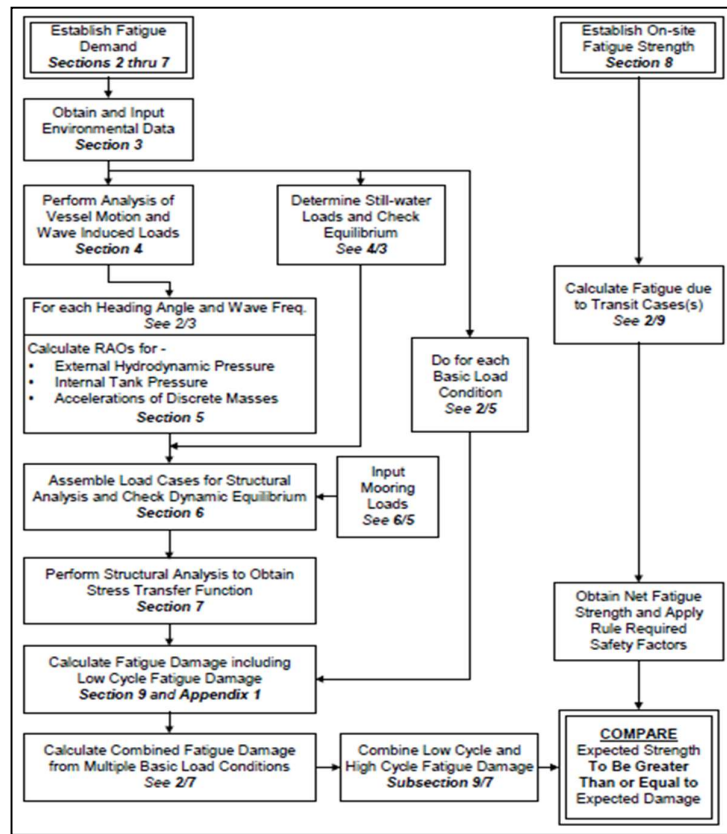 Establish Fatigue
Demand
Sections 2 thru 7
Establish On-site
Fatigue Strength
Section 8
Obtain and Input
Environmental Data
Section 3
Perform Analysis of
Vessel Motion and
Wave Induced Loads
Section 4
Determine Still-water
Loads and Check
Equilibrium
See 4/3
For each Heading Angle and Wave Freq.
See 2/3
Calculate RAOs for -
• External Hydrodynamic Pressure
• Internal Tank Pressure
• Accelerations of Discrete Masses
Section 5
Do for each
Basic Load
Condition
See 2/5
Calculate Fatigue due
to Transit Cases(s)
See 2/9
Assemble Load Cases for Structural
Analysis and Check Dynamic Equilibrium
Section 6
Input
Mooring
Loads
See 6/5
Perform Structural Analysis to Obtain
Stress Transfer Function
Section 7
Obtain Net Fatigue
Strength and Apply
Rule Required
Safety Factors
Calculate Fatigue Damage including
Low Cycle Fatigue Damage
Section 9 and Appendix 1
Calculate Combined Fatigue Damage
from Multiple Basic Load Conditions
See 2/7
Combine Low Cycle and
High Cycle Fatigue Damage
Subsection 9/7
COMPARE
Expected Strength
To Be Greater
Than or Equal to
Expected Damage